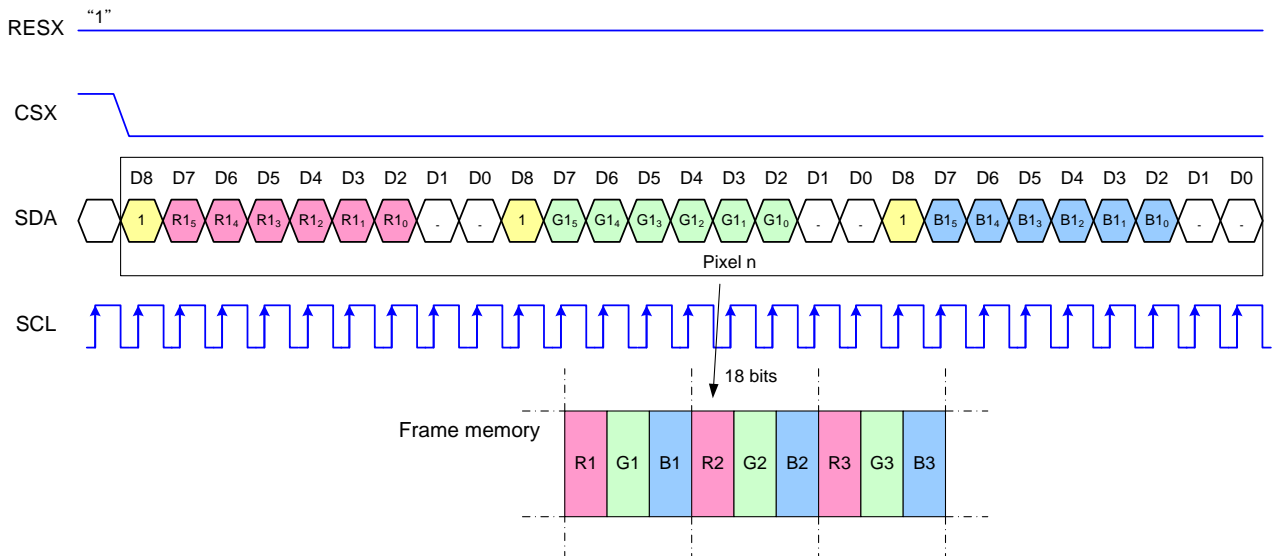 RESX “1”
CSX
D8 D7 D6 D5 D4 D3 D2 D1 D0 D8 D7 D6 D5 D4 D3 D2 D1 D0 D8 D7 D6 D5 D4 D3 D2 D1 D0
SDA 1 R1₅ R1₄ R1₃ R1₂ R1₁ R1₀ - - 1 G1₅ G1₄ G1₃ G1₂ G1₁ G1₀ - - 1 B1₅ B1₄ B1₃ B1₂ B1₁ B1₀ - -
Pixel n
SCL
18 bits
Frame memory
R1 G1 B1 R2 G2 B2 R3 G3 B3